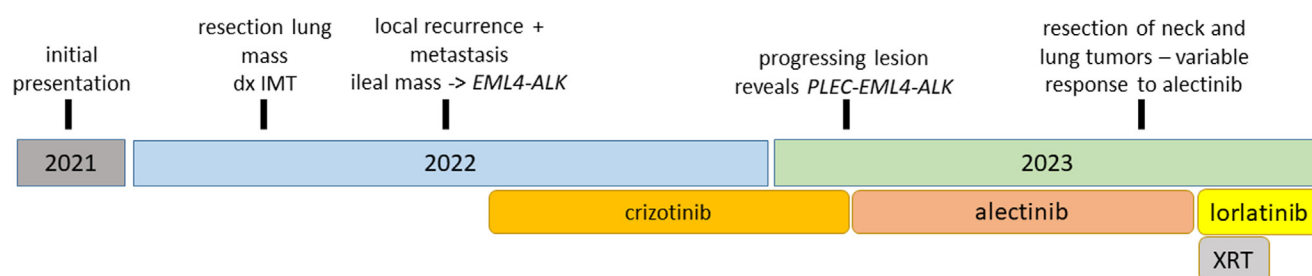 initial
presentation
resection lung
mass
dx IMT
local recurrence +
metastasis
ileal mass -> EML4-ALK
progressing lesion
reveals PLEC-EML4-ALK
resection of neck and
lung tumors – variable
response to alectinib
2021
2022
2023
crizotinib
alectinib
lorlatinib
XRT